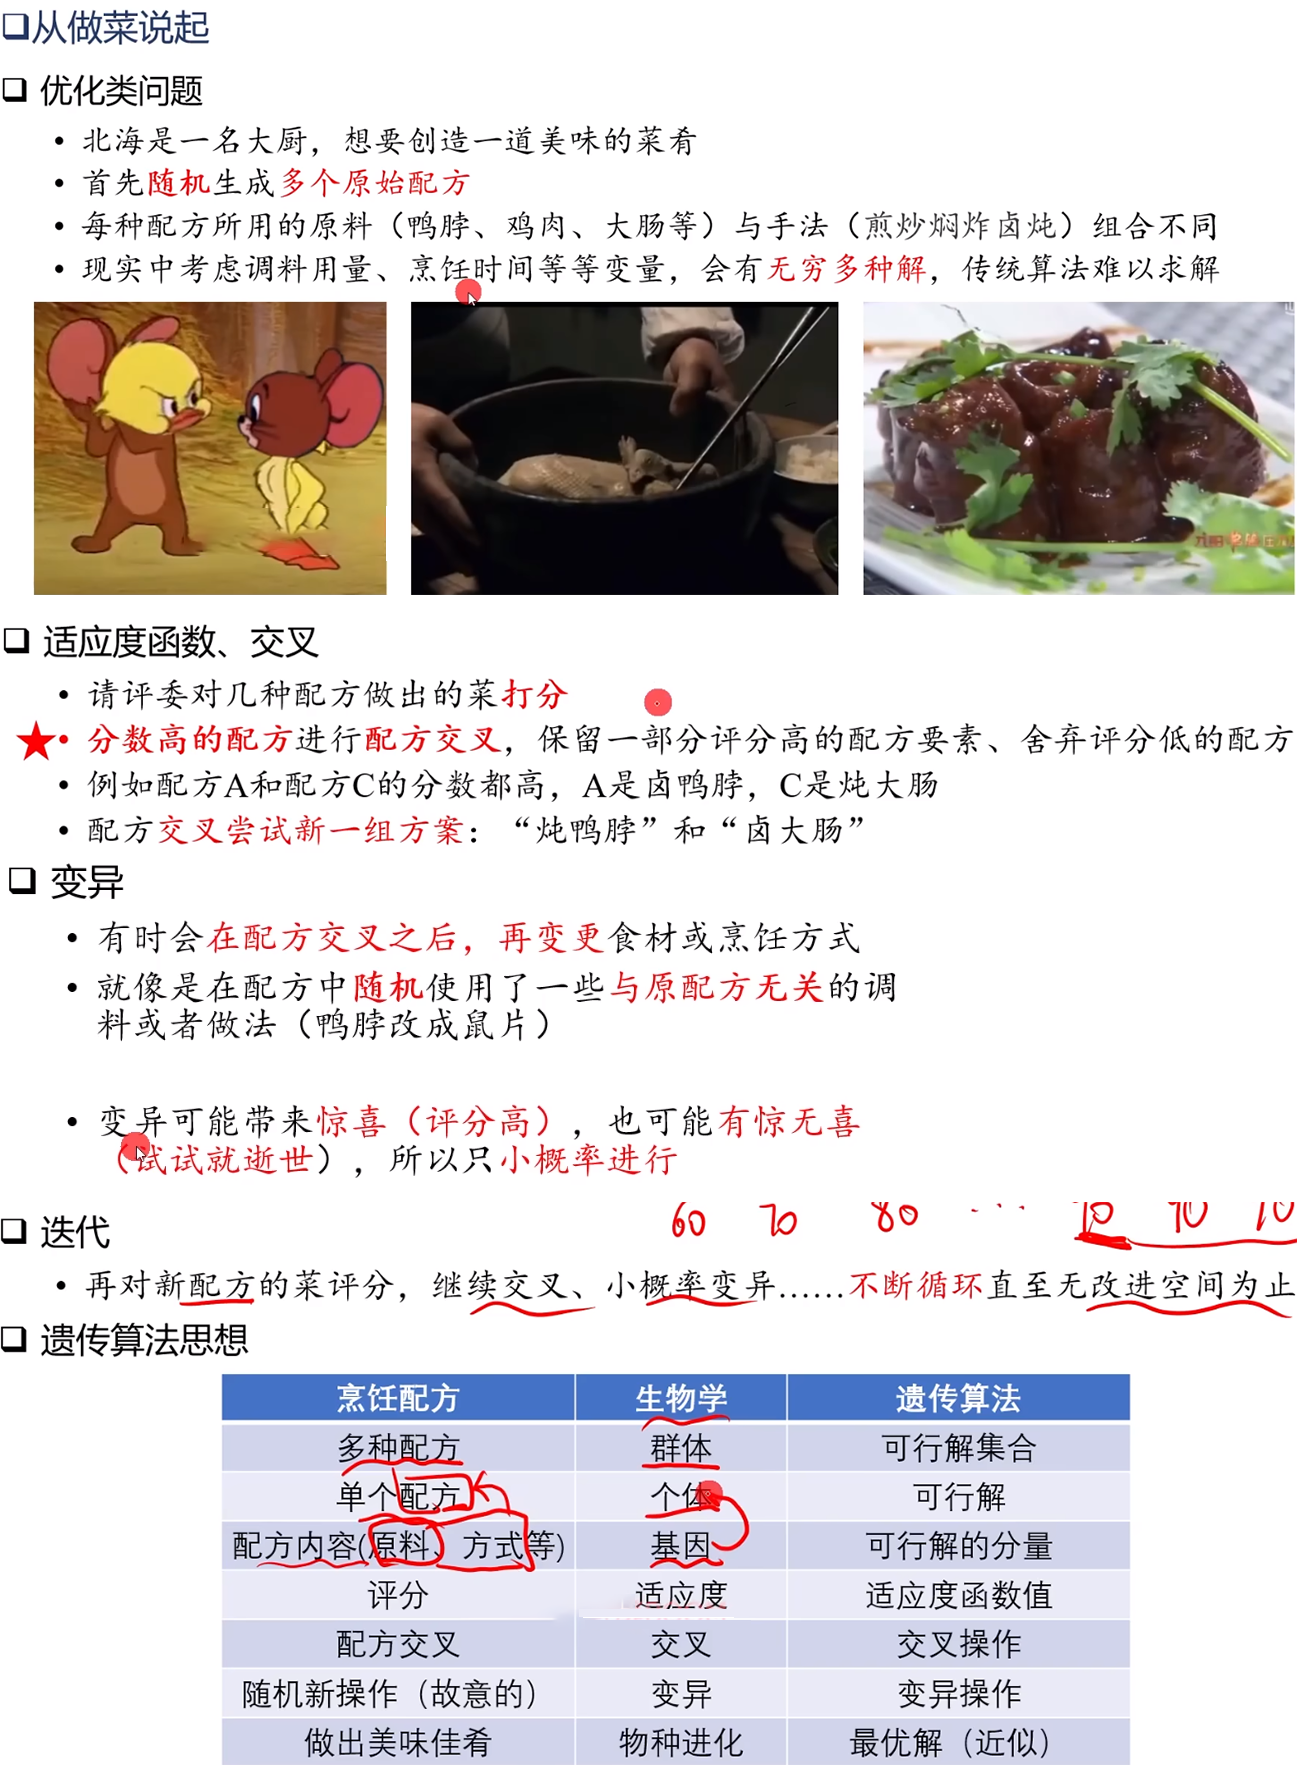 从做菜说起
优化类问题
• 北海是一名大厨，想要创造一道美味的菜肴
• 首先随机生成多个原始配方
• 每种配方所用的原料（鸭脖、鸡肉、大肠等）与手法（煎炒焖炸卤炖）组合不同
• 现实中考虑调料用量、烹饪时间等等变量，会有无穷多种解，传统算法难以求解
适应度函数、交叉
• 请评委对几种配方做出的菜打分
★• 分数高的配方进行配方交叉，保留一部分评分高的配方要素、舍弃评分低的配方
• 例如配方A和配方C的分数都高，A是卤鸭脖，C是炖大肠
• 配方交叉尝试新一组方案：“炖鸭脖”和“卤大肠”
变异
• 有时会在配方交叉之后，再变更食材或烹饪方式
• 就像是在配方中随机使用了一些与原配方无关的调
料或者做法（鸭脖改成鼠片）
• 变异可能带来惊喜（评分高），也可能有惊无喜
（试试就逝世），所以只小概率进行
60 70 80 ...
迭代
• 再对新配方的菜评分，继续交叉、小概率变异……不断循环直至无改进空间为止
遗传算法思想
烹饪配方 生物学 遗传算法
多种配方 群体 可行解集合
单个配方 个体 可行解
配方内容(原料、方式等) 基因 可行解的分量
评分 适应度 适应度函数值
配方交叉 交叉 交叉操作
随机新操作（故意的） 变异 变异操作
做出美味佳肴 物种进化 最优解（近似）